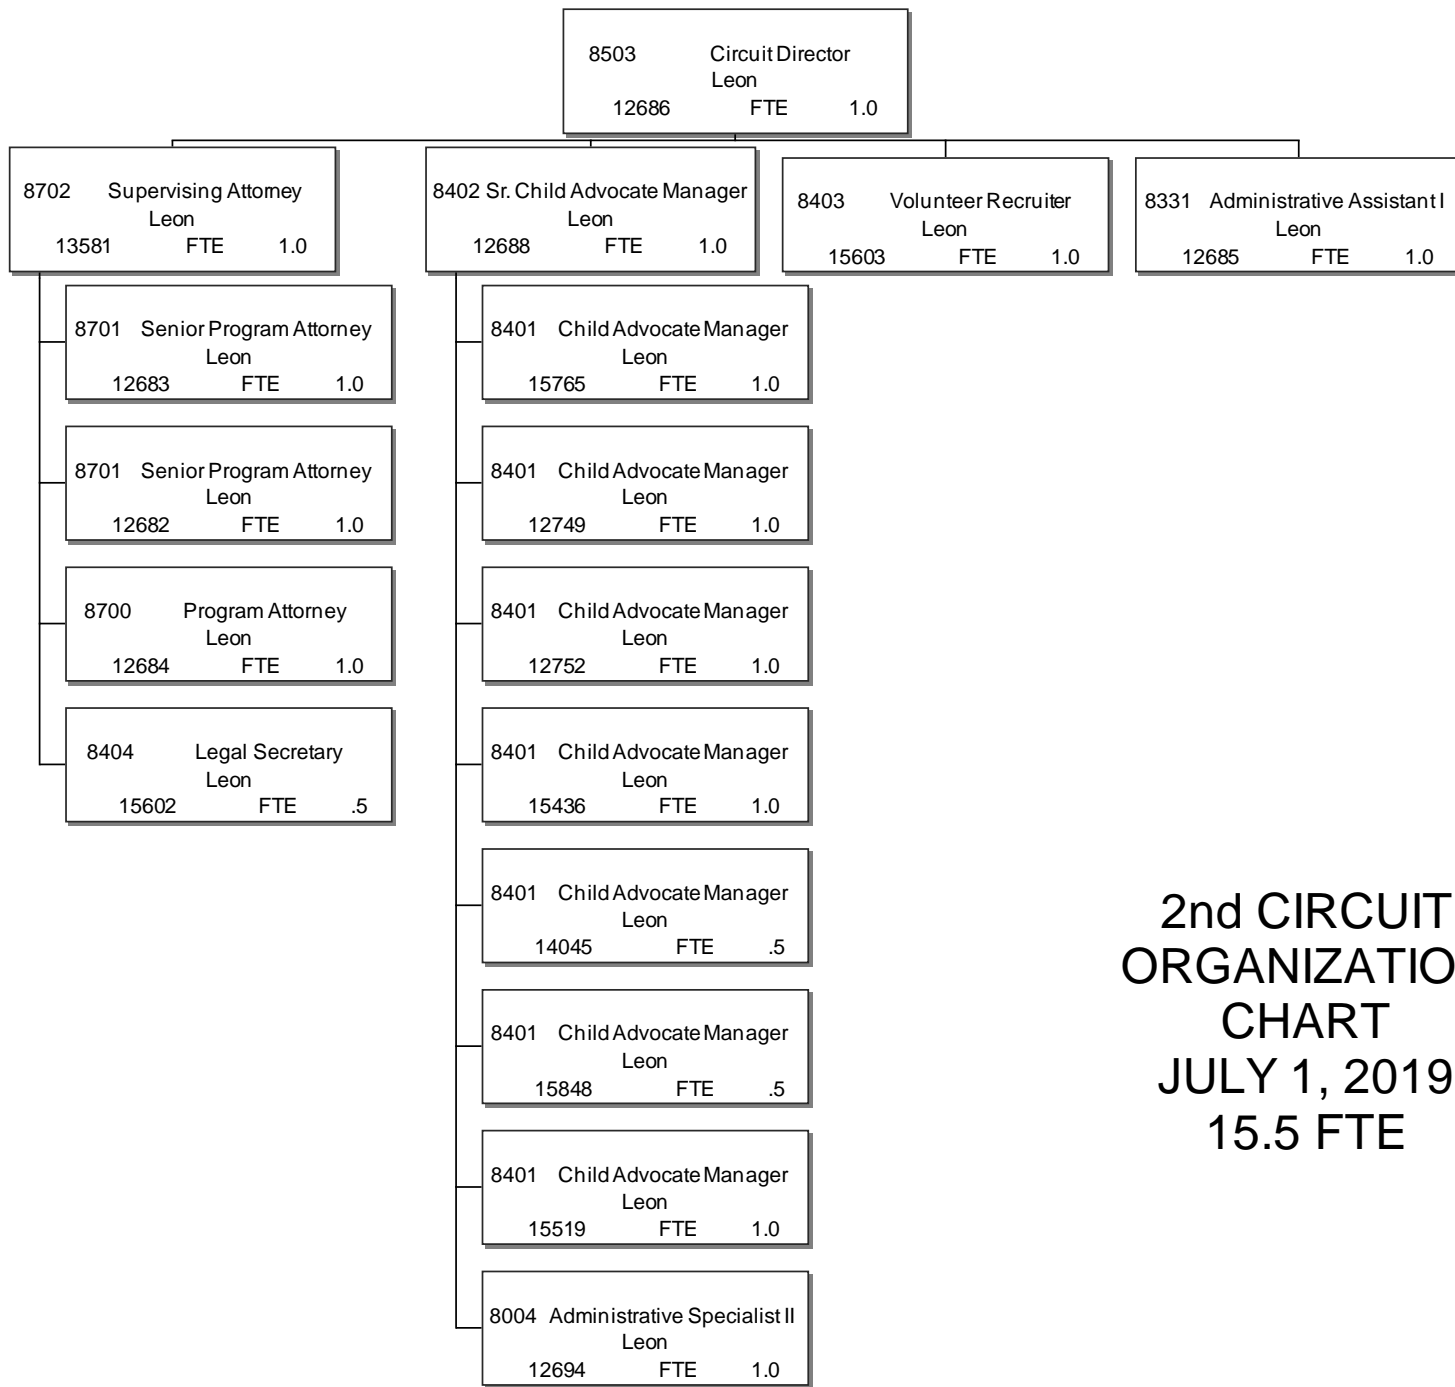 8503 Circuit Director
Leon
12686 FTE 1.0
8702 Supervising Attorney
Leon
13581 FTE 1.0
8402 Sr. Child Advocate Manager
Leon
12688 FTE 1.0
8403 Volunteer Recruiter
Leon
15603 FTE 1.0
8331 Administrative Assistant I
Leon
12685 FTE 1.0
8701 Senior Program Attorney
Leon
12683 FTE 1.0
8701 Senior Program Attorney
Leon
12682 FTE 1.0
8700 Program Attorney
Leon
12684 FTE 1.0
8404 Legal Secretary
Leon
15602 FTE .5
8401 Child Advocate Manager
Leon
15765 FTE 1.0
8401 Child Advocate Manager
Leon
12749 FTE 1.0
8401 Child Advocate Manager
Leon
12752 FTE 1.0
8401 Child Advocate Manager
Leon
15436 FTE 1.0
8401 Child Advocate Manager
Leon
14045 FTE .5
8401 Child Advocate Manager
Leon
15848 FTE .5
8401 Child Advocate Manager
Leon
15519 FTE 1.0
8004 Administrative Specialist II
Leon
12694 FTE 1.0
2nd CIRCUIT
ORGANIZATIO
CHART
JULY 1, 2019
15.5 FTE